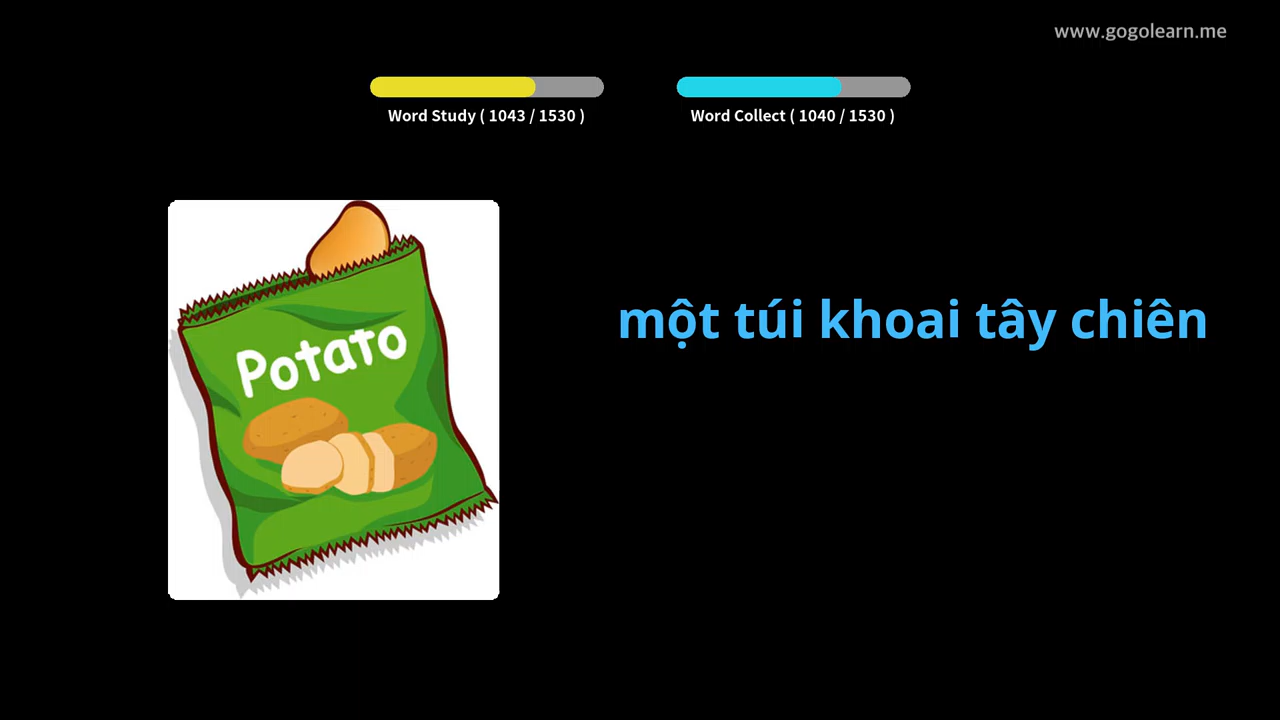 www.gogolearn.me
Word Study ( 1043 / 1530 )
Word Collect ( 1040 / 1530 )
Potato
một túi khoai tây chiên